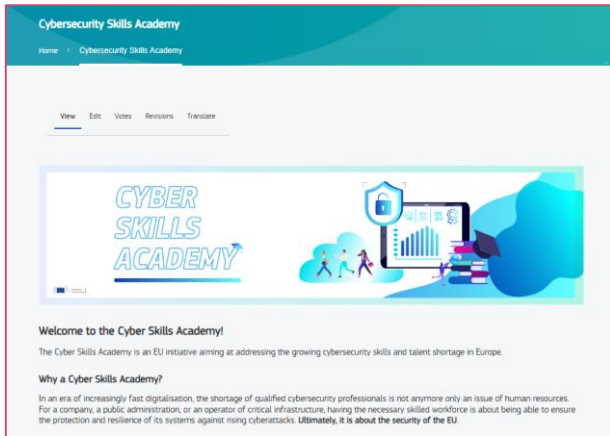 Cybersecurity Skills Academy
Home > Cybersecurity Skills Academy
View Edit Votes Revisions Translate
CYBER
SKILLS
ACADEMY
Welcome to the Cyber Skills Academy!
The Cyber Skills Academy is an EU initiative aiming at addressing the growing cybersecurity skills and talent shortage in Europe.
Why a Cyber Skills Academy?
In an era of increasingly fast digitalisation, the shortage of qualified cybersecurity professionals is not anymore only an issue of human resources.
For a company, a public administration, or an operator of critical infrastructure, having the necessary skilled workforce is about being able to ensure
the protection and resilience of its systems against rising cyberattacks. Ultimately, it is about the security of the EU.